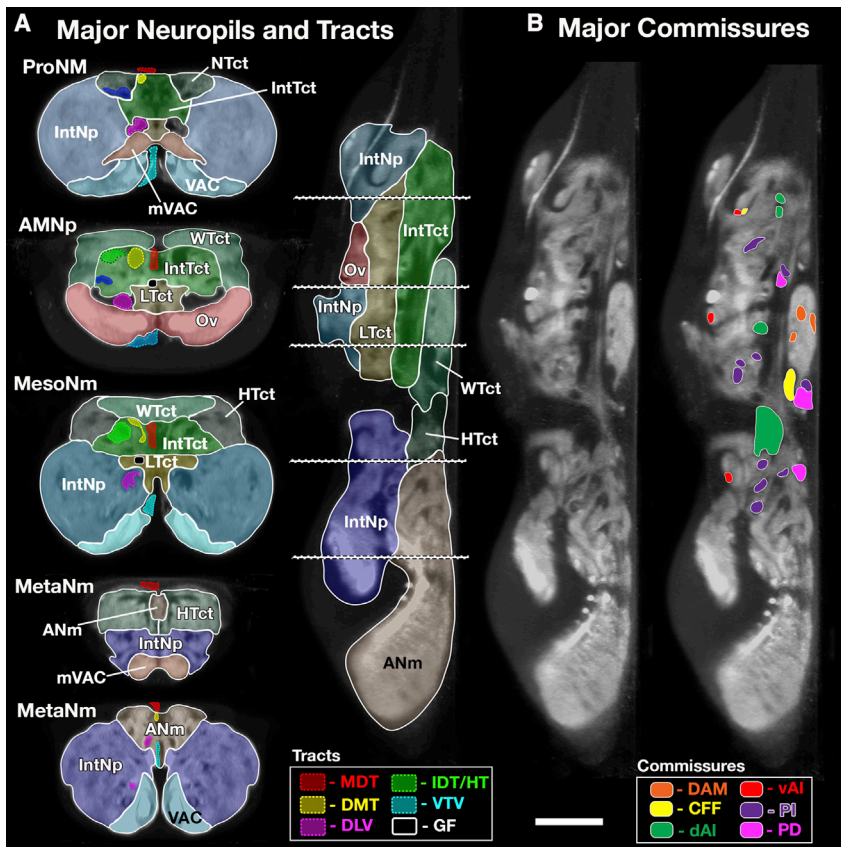 A Major Neuropils and Tracts
B Major Commissures
ProNM
NTct
IntTct
IntNp
VAC
mVAC
AMNp
WTct
IntTct
LTct
Ov
MesoNm
HTct
WTct
IntTct
LTct
IntNp
MetaNm
HTct
ANm
IntNp
mVAC
MetaNm
ANm
IntNp
VAC
IntNp
IntTct
Ov
IntNp
LTct
WTct
HTct
IntNp
ANm
Tracts
- MDT
- IDT/HT
- DMT
- VTV
- DLV
- GF
Commissures
- DAM
- vAI
- CFF
- PI
- dAI
- PD